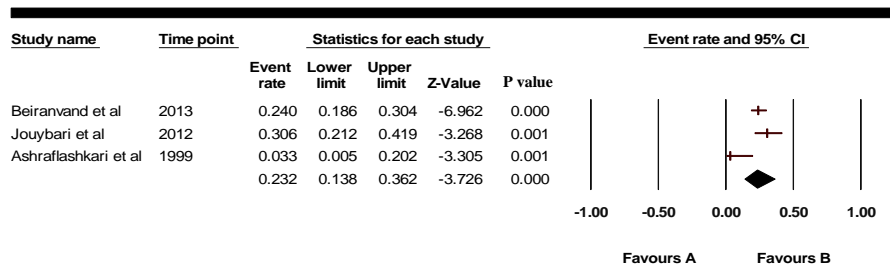 Study name Time point Statistics for each study Event rate and 95% CI
Event Lower Upper
rate limit limit Z-Value P value
Beiranvand et al 2013 0.240 0.186 0.304 -6.962 0.000
Jouybari et al 2012 0.306 0.212 0.419 -3.268 0.001
Ashraflashkari et al 1999 0.033 0.005 0.202 -3.305 0.001
0.232 0.138 0.362 -3.726 0.000
-1.00 -0.50 0.00 0.50 1.00
Favours A Favours B